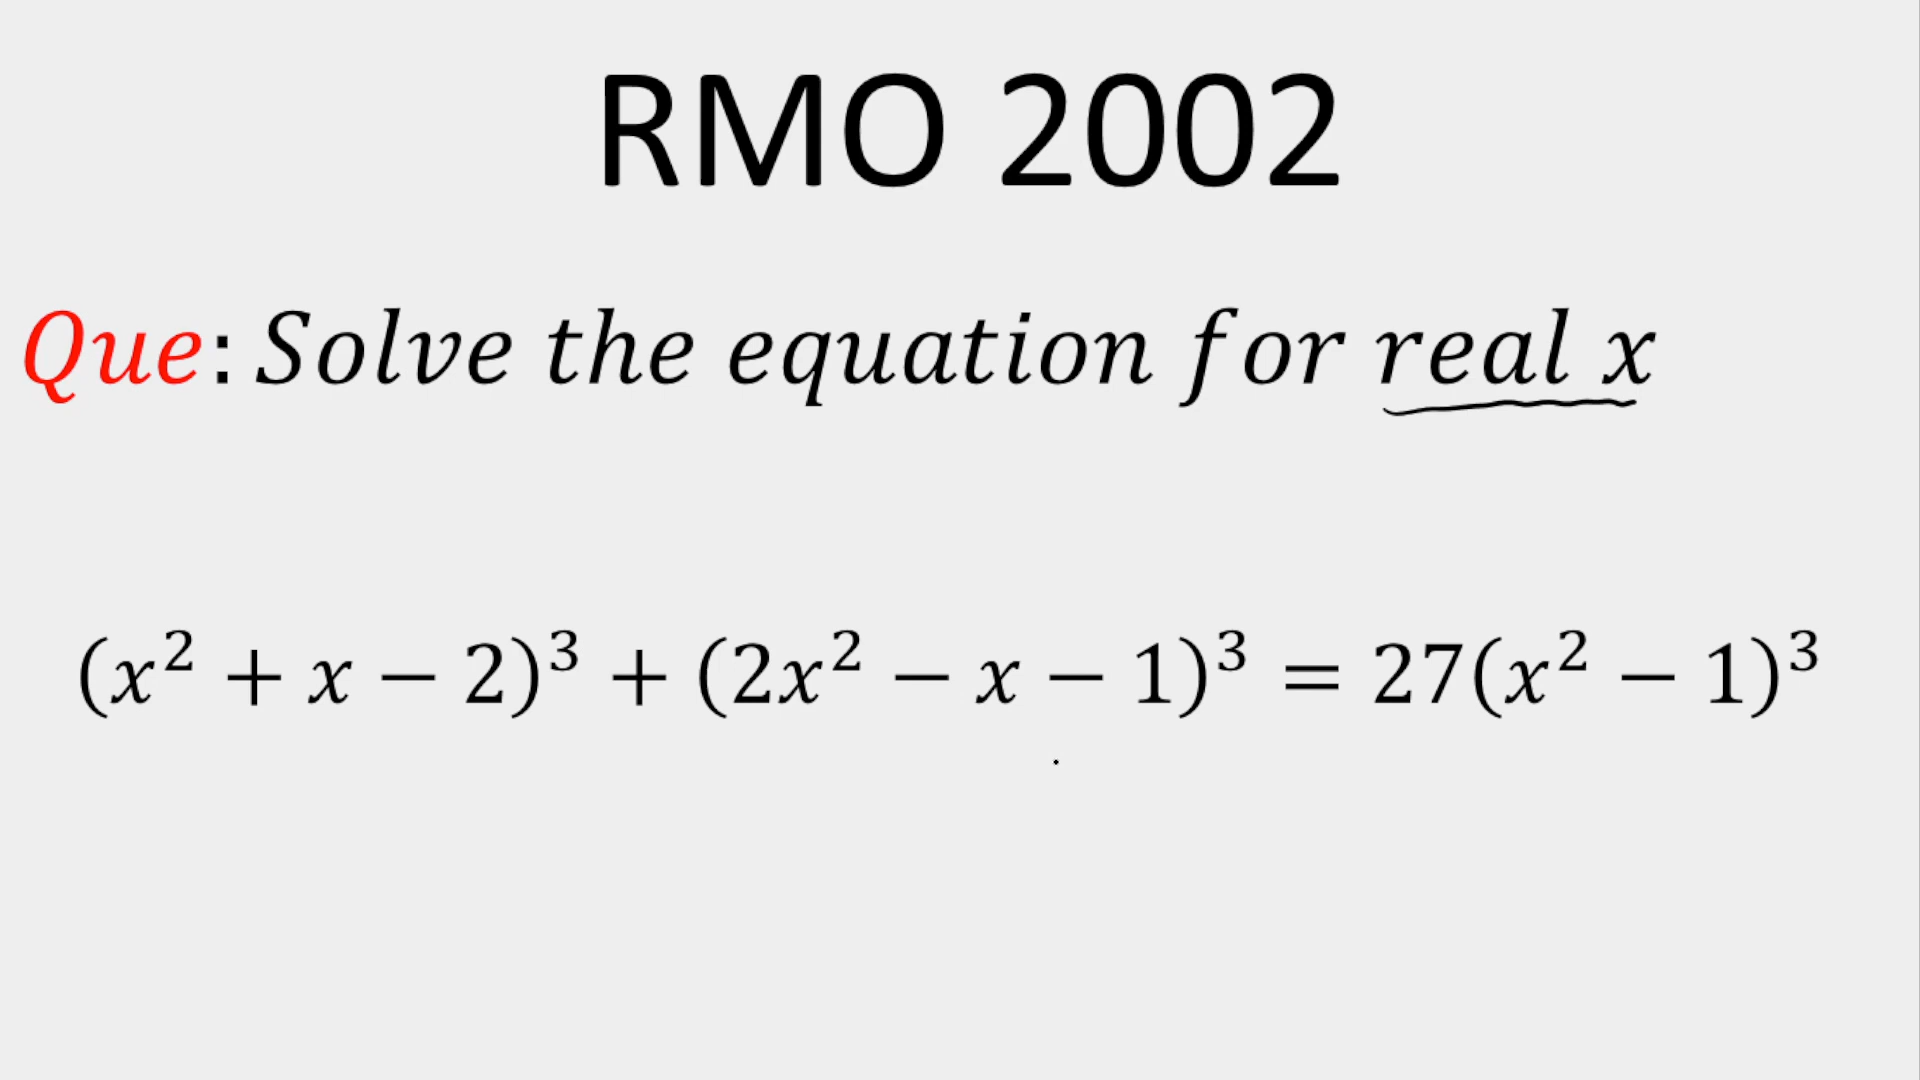 RMO 2002
Que: Solve the equation for real x
(x² + x − 2)³ + (2x² − x − 1)³ = 27(x² − 1)³